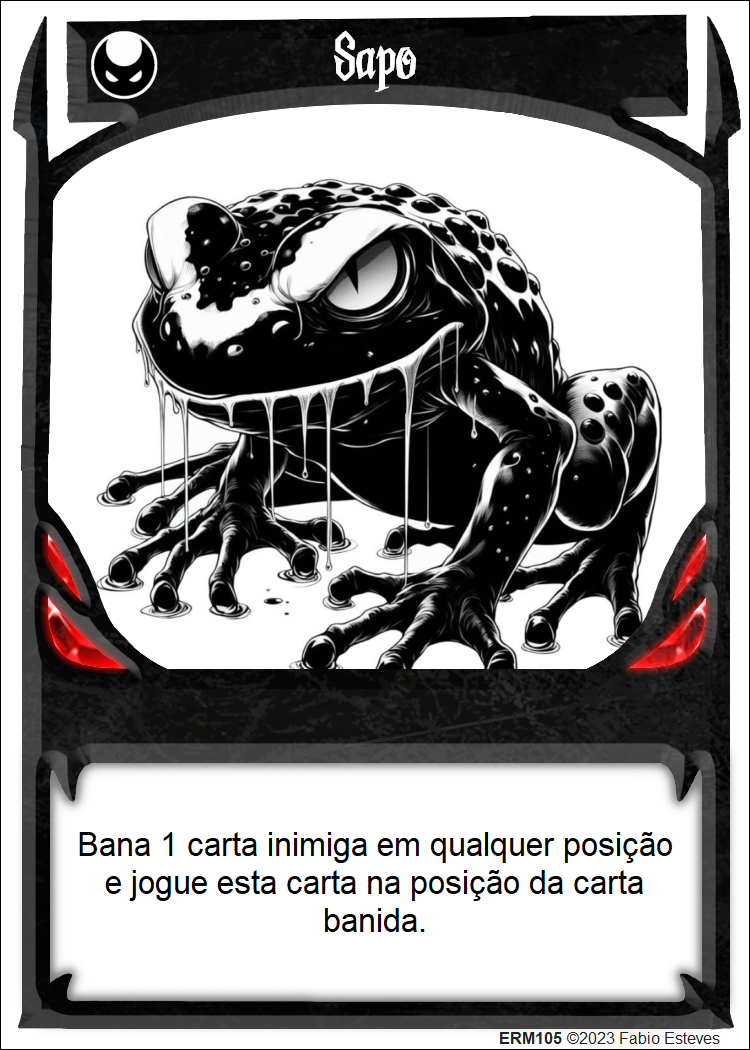 Sapo
Bana 1 carta inimiga em qualquer posição
e jogue esta carta na posição da carta
banida.
ERM105 ©2023 Fabio Esteves